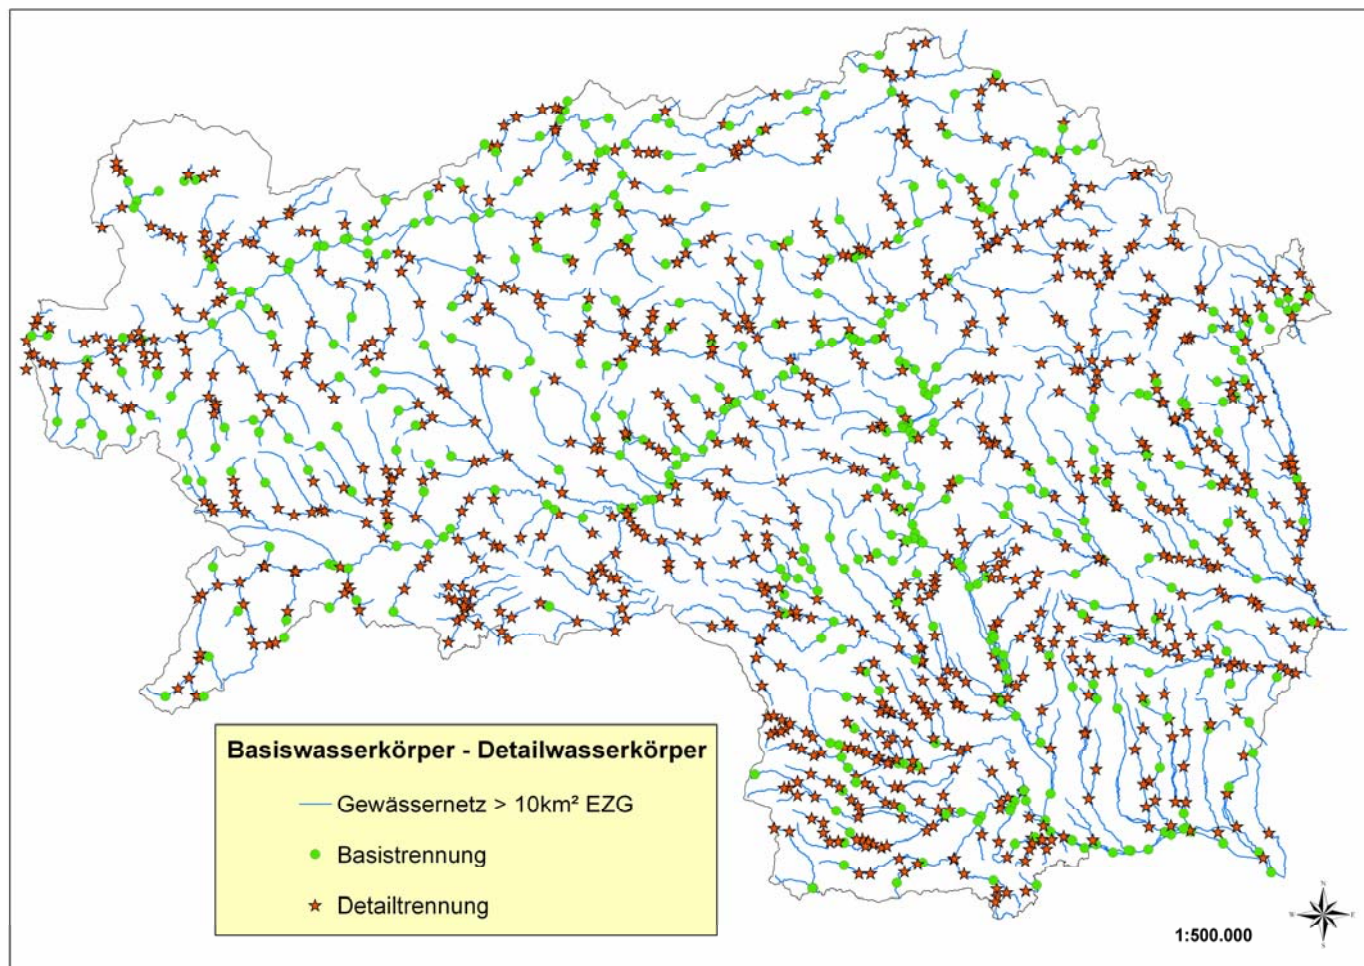 Basiswasserkörper - Detailwasserkörper
Gewässernetz > 10km² EZG
Basistrennung
Detailtrennung
1:500.000
N
W
E
S